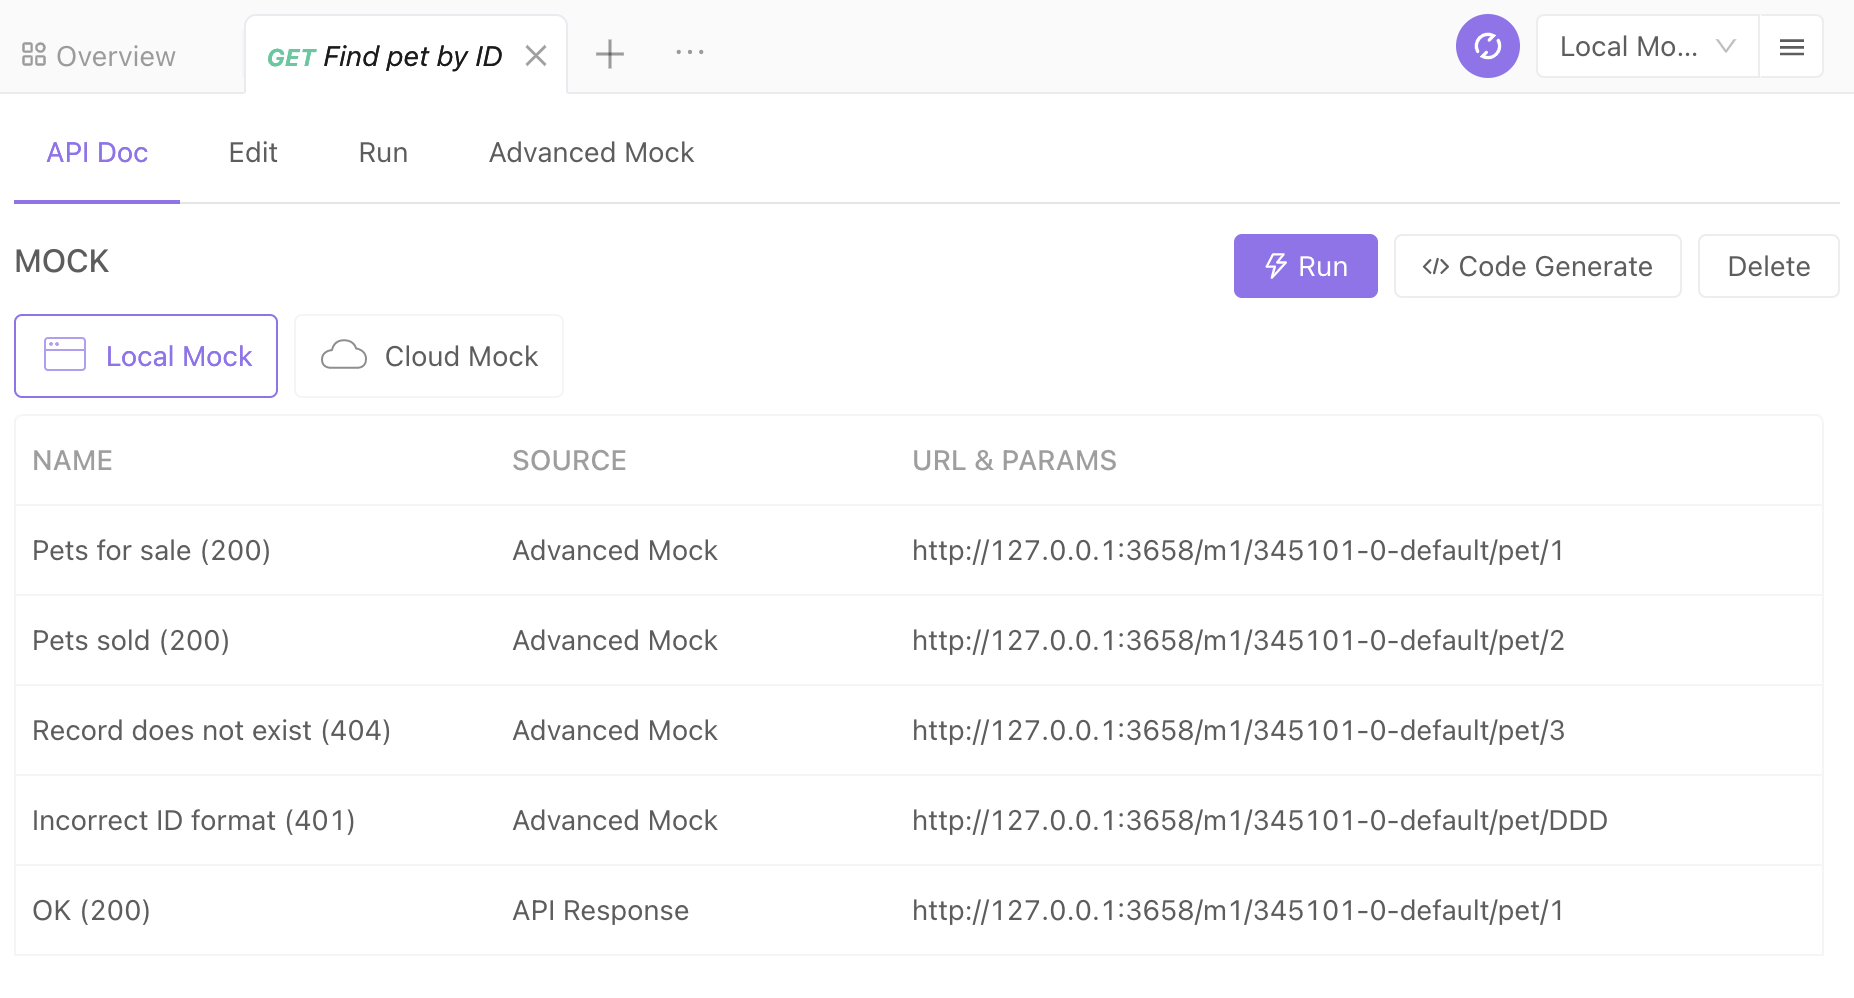 Overview
GET Find pet by ID
Local Mo...
API Doc
Edit
Run
Advanced Mock
MOCK
Run
</> Code Generate
Delete
Local Mock
Cloud Mock
NAME SOURCE URL & PARAMS
Pets for sale (200) Advanced Mock http://127.0.0.1:3658/m1/345101-0-default/pet/1
Pets sold (200) Advanced Mock http://127.0.0.1:3658/m1/345101-0-default/pet/2
Record does not exist (404) Advanced Mock http://127.0.0.1:3658/m1/345101-0-default/pet/3
Incorrect ID format (401) Advanced Mock http://127.0.0.1:3658/m1/345101-0-default/pet/DDD
OK (200) API Response http://127.0.0.1:3658/m1/345101-0-default/pet/1